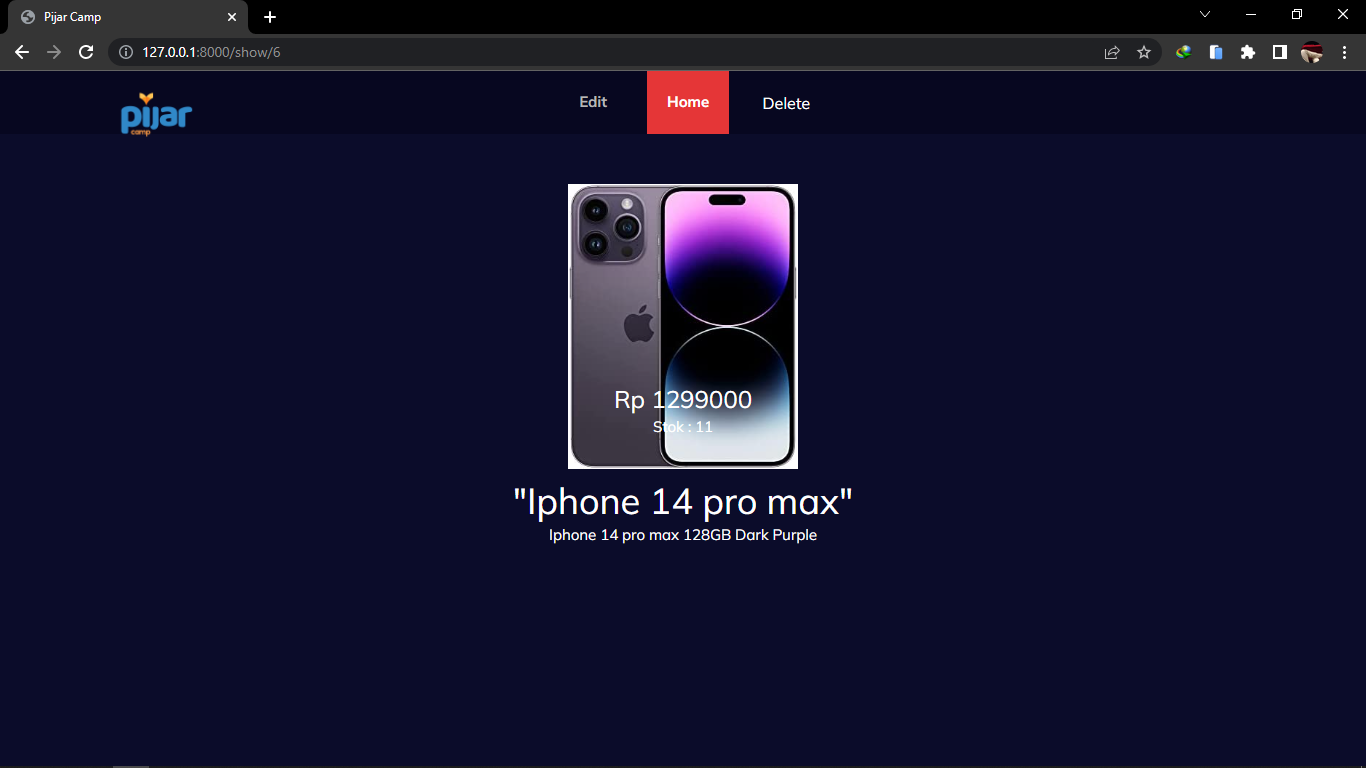 Pijar Camp
127.0.0.1:8000/show/6
pijar
camp
Edit
Home
Delete
Rp 1299000
Stok : 11
"Iphone 14 pro max"
Iphone 14 pro max 128GB Dark Purple